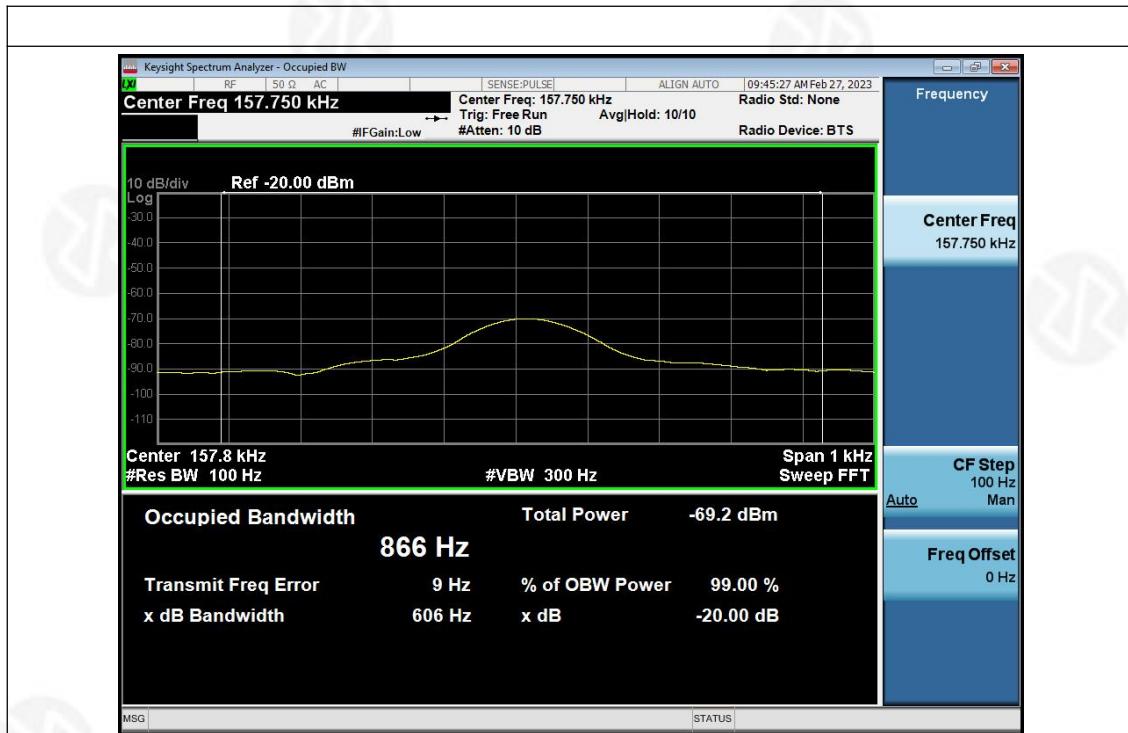 Keysight Spectrum Analyzer - Occupied BW
LXI RF 50 Ω AC SENSE:PULSE ALIGN AUTO 09:45:27 AM Feb 27, 2023
Center Freq 157.750 kHz
Center Freq: 157.750 kHz Radio Std: None
Trig: Free Run Avg|Hold: 10/10
#IFGain:Low #Atten: 10 dB Radio Device: BTS
10 dB/div Ref -20.00 dBm
Log
-30.0
-40.0
-50.0
-60.0
-70.0
-80.0
-90.0
-100
-110
Center 157.8 kHz Span 1 kHz
#Res BW 100 Hz #VBW 300 Hz Sweep FFT
Occupied Bandwidth Total Power -69.2 dBm
866 Hz
Transmit Freq Error 9 Hz % of OBW Power 99.00 %
x dB Bandwidth 606 Hz x dB -20.00 dB
MSG STATUS
Frequency
Center Freq
157.750 kHz
CF Step
100 Hz
Auto Man
Freq Offset
0 Hz